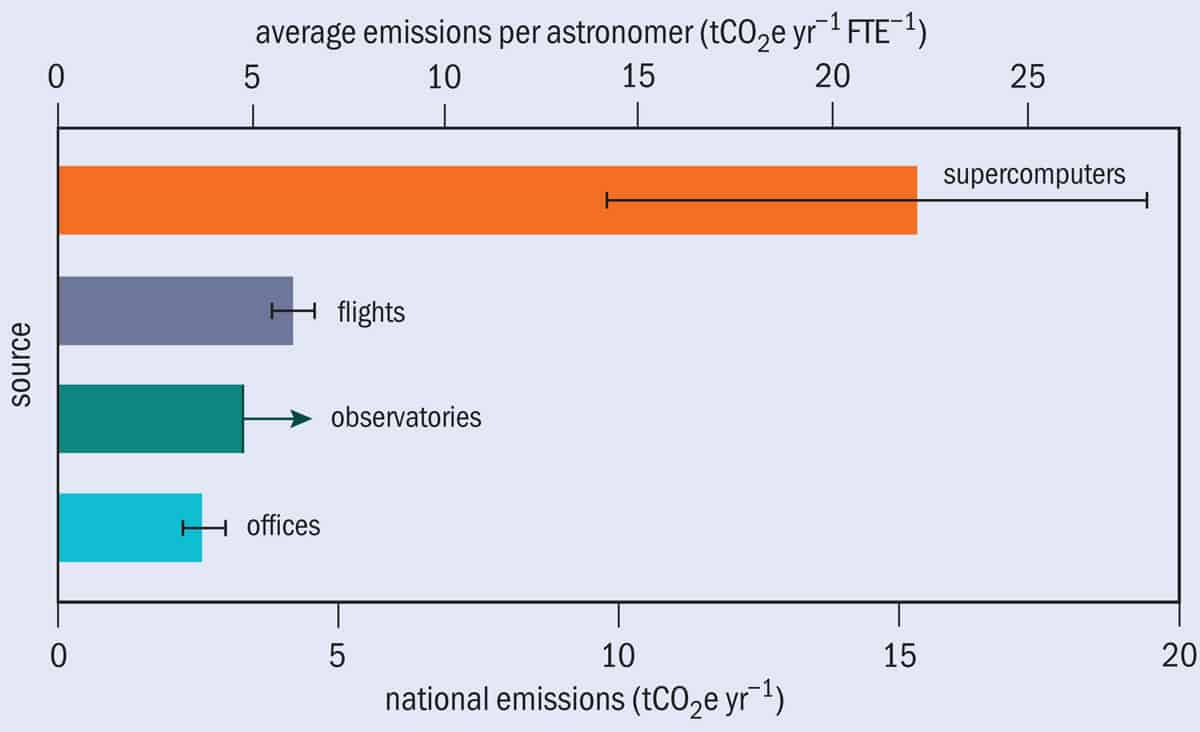 average emissions per astronomer (tCO₂e yr⁻¹ FTE⁻¹)
0 5 10 15 20 25
supercomputers
flights
source
observatories
offices
0 5 10 15 20
national emissions (tCO₂e yr⁻¹)